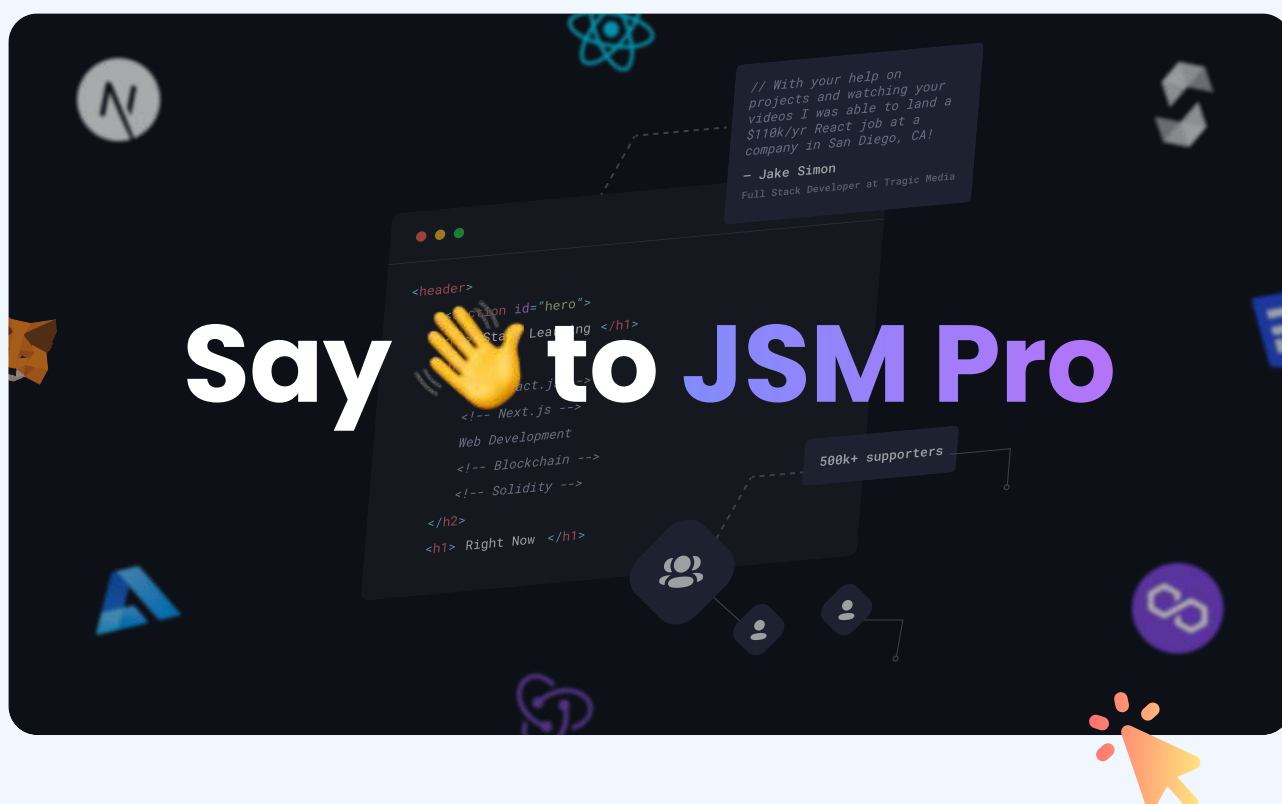 // With your help on
projects and watching your
videos I was able to land a
$110k/yr React job at a
company in San Diego, CA!
— Jake Simon
Full Stack Developer at Tragic Media
<header>
id="hero">
Learning </h1>
Say 👋 to JSM Pro
<!-- Next.js -->
Web Development
<!-- Blockchain -->
<!-- Solidity -->
</h2>
<h1> Right Now </h1>
500k+ supporters